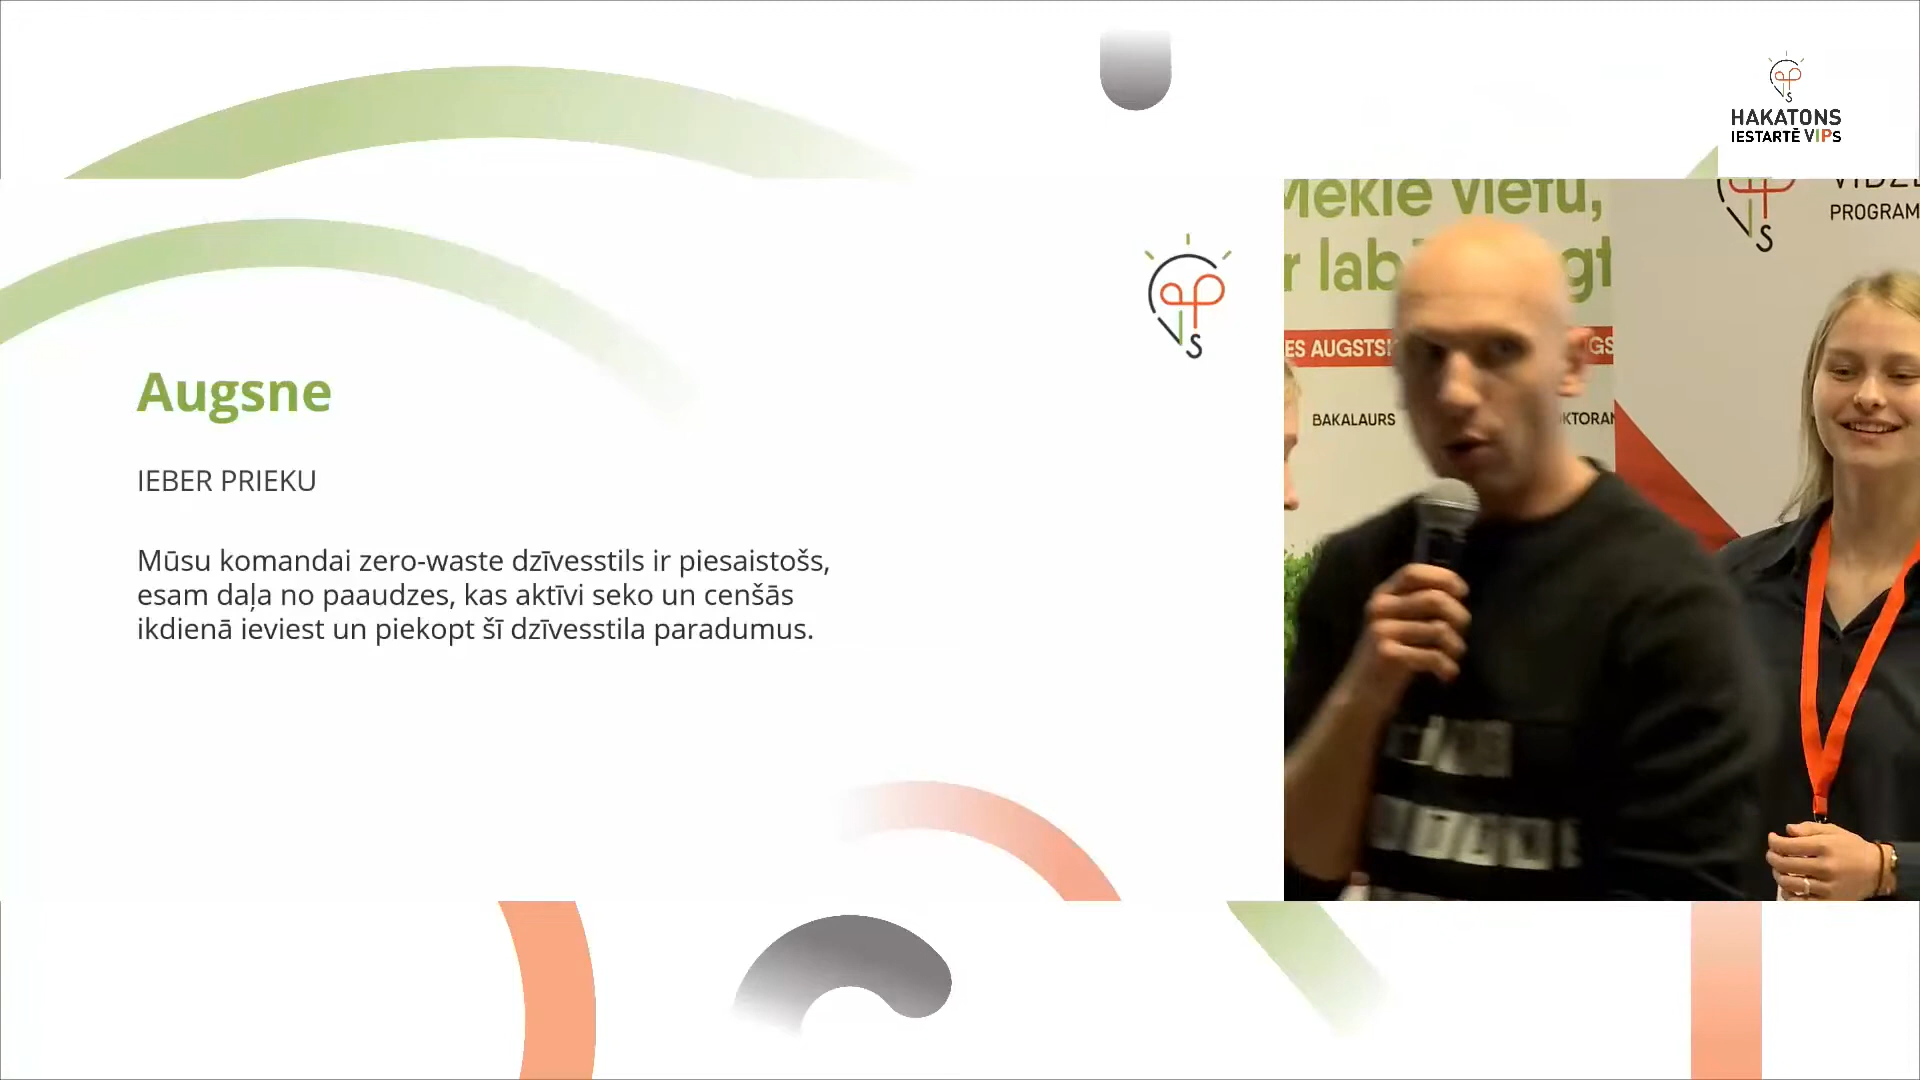 HAKATONS
IESTARTĒ VIPS
Augsne
IEBER PRIEKU
Mūsu komandai zero-waste dzīvesstils ir piesaistošs,
esam daļa no paaudzes, kas aktīvi seko un cenšās
ikdienā ieviest un piekopt šī dzīvesstila paradumus.
vietu,
BAKALAURS
S